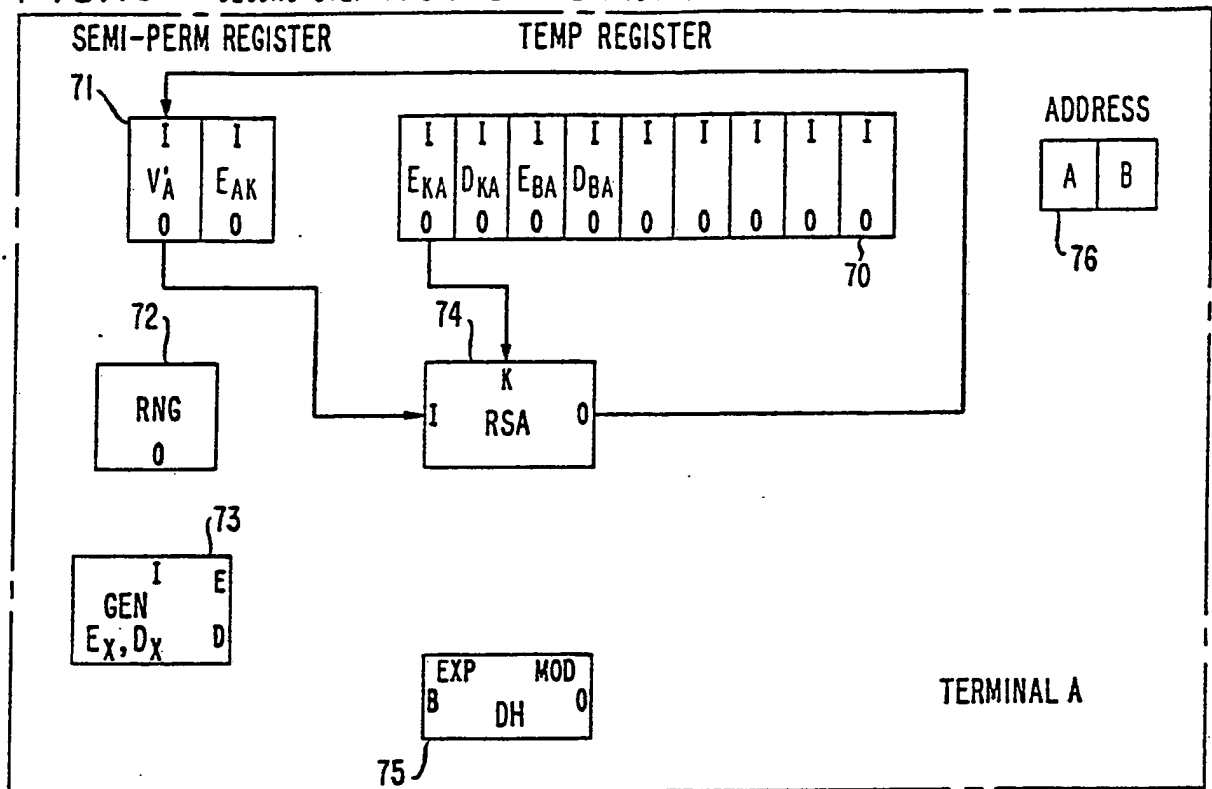 SEMI-PERM REGISTER TEMP REGISTER
71
I I I I 1 I I I I I I
V'A EAK EKA DKA EBA DBA
0 0 0 0 0 0 0 0 0 0 0
70
ADDRESS
A B
76
72
RNG
0
74
K
I RSA 0
73
I E
GEN
EX, DX D
EXP MOD
B DH 0
75
TERMINAL A